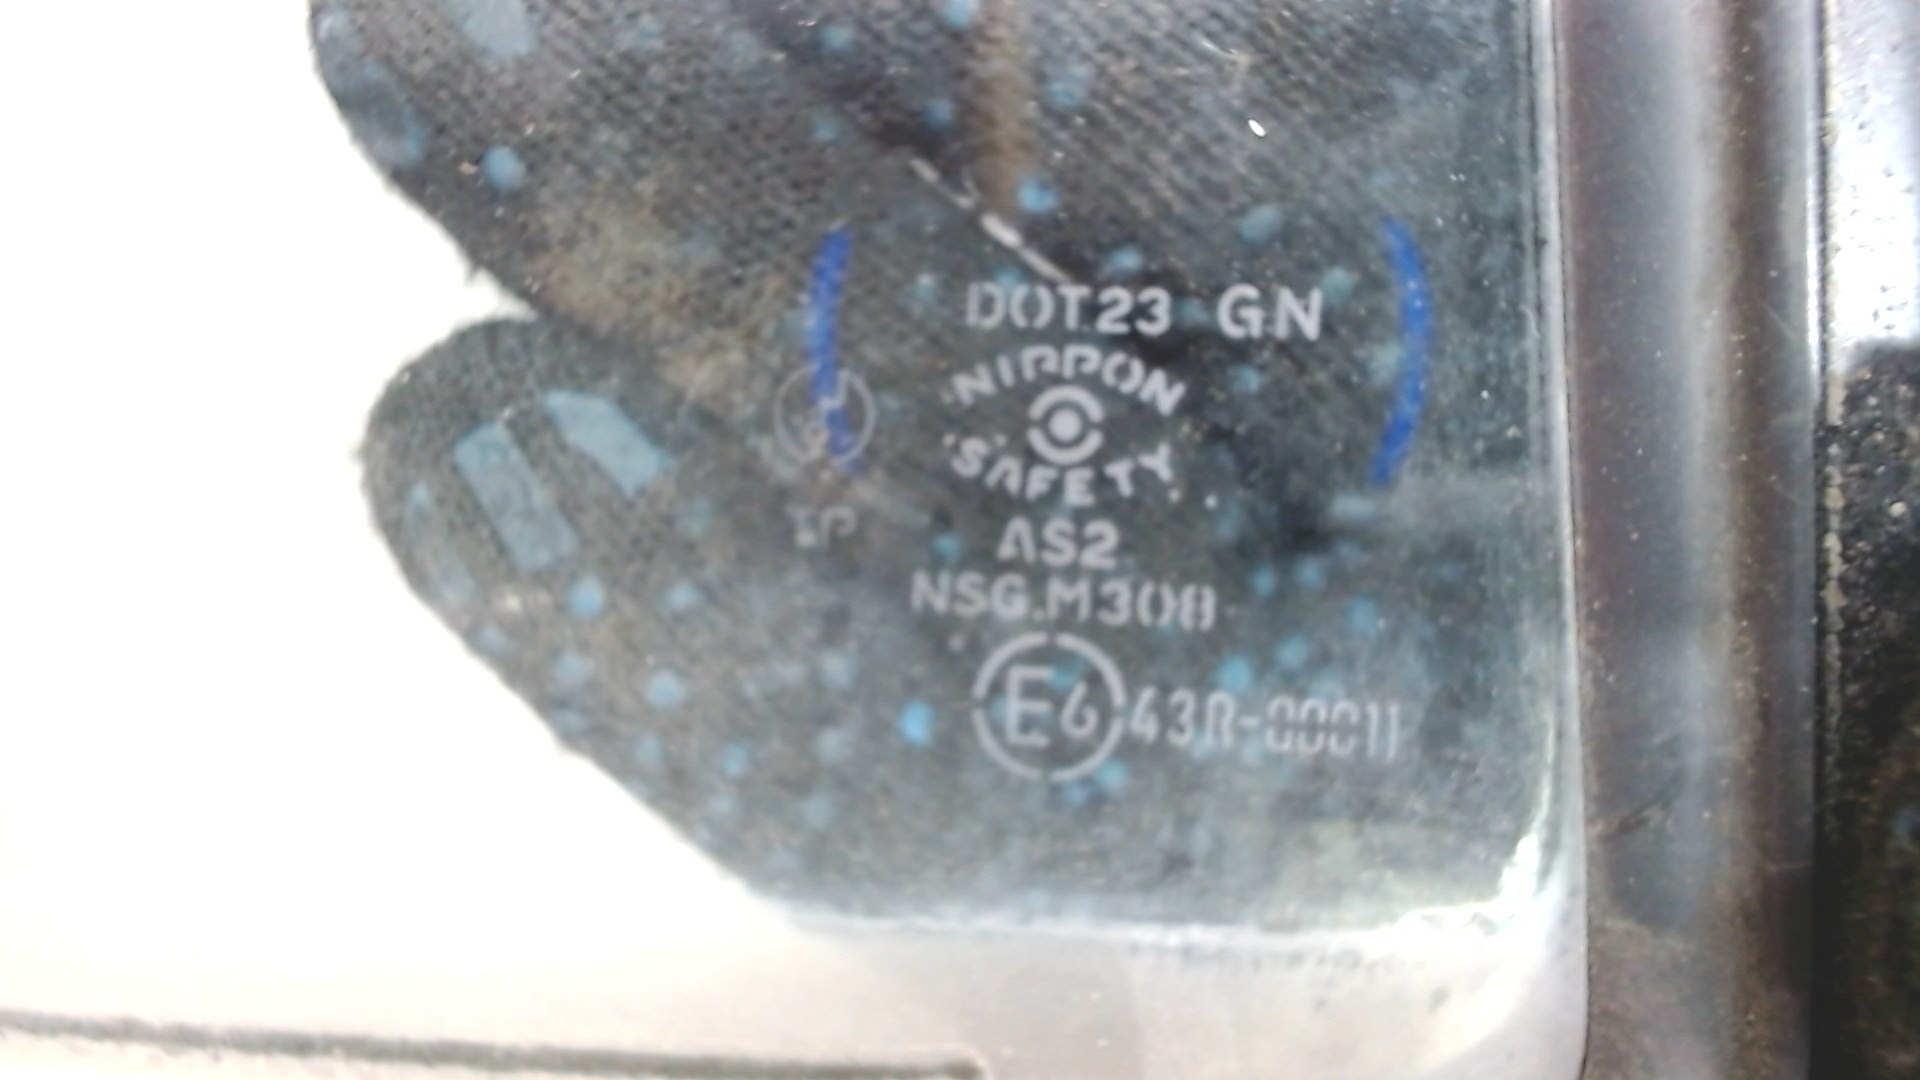 DOT23 GN
NIPPON
SAFETY
AS2
NSG.M308
E6 43R-00011